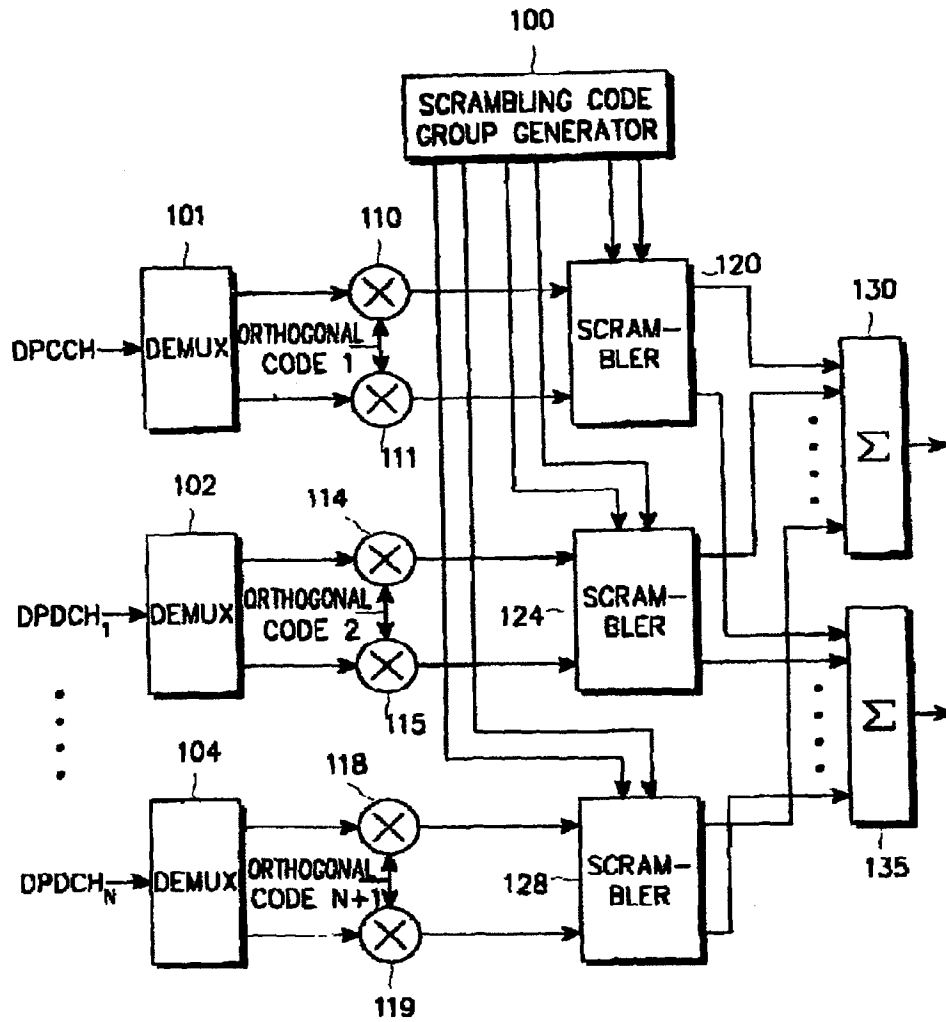 100
SCRAMBLING CODE
GROUP GENERATOR
101
110
120
130
DPCCH
DEMUX
ORTHOGONAL
CODE 1
SCRAM-
BLER
Σ
111
102
114
DPDCH1
DEMUX
ORTHOGONAL
CODE 2
124
SCRAM-
BLER
Σ
115
104
118
135
DPDCHN
DEMUX
ORTHOGONAL
CODE N+1
128
SCRAM-
BLER
119